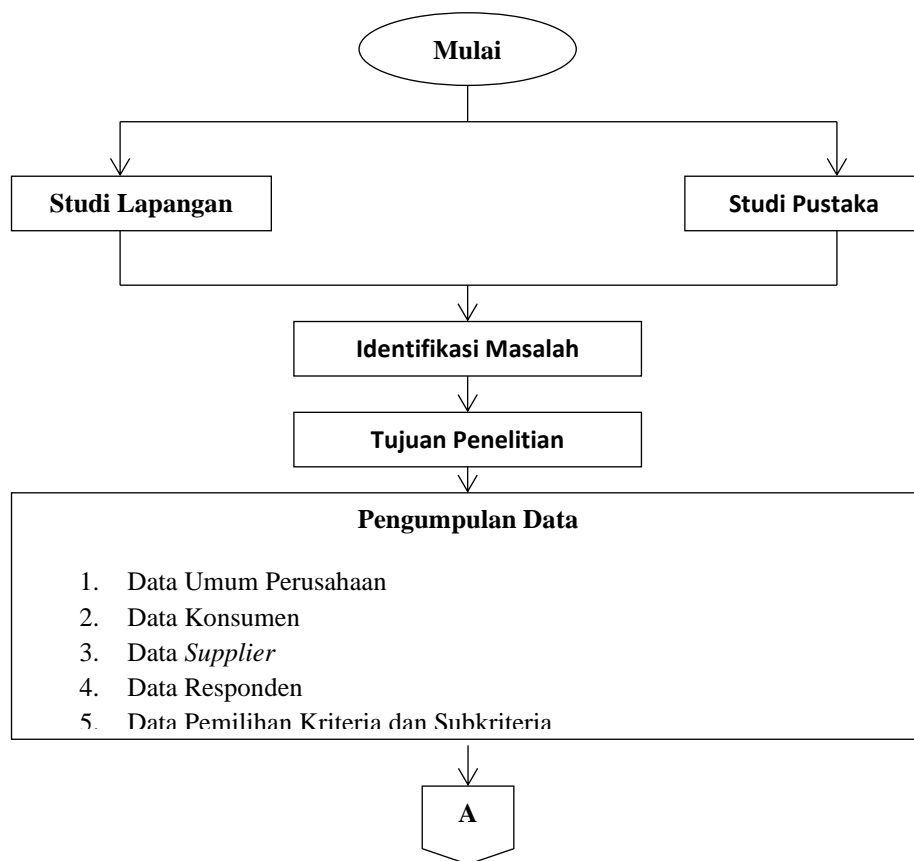 Mulai
Studi Lapangan
Studi Pustaka
Identifikasi Masalah
Tujuan Penelitian
Pengumpulan Data
1. Data Umum Perusahaan
2. Data Konsumen
3. Data Supplier
4. Data Responden
5. Data Pemilihan Kriteria dan Subkriteria
A